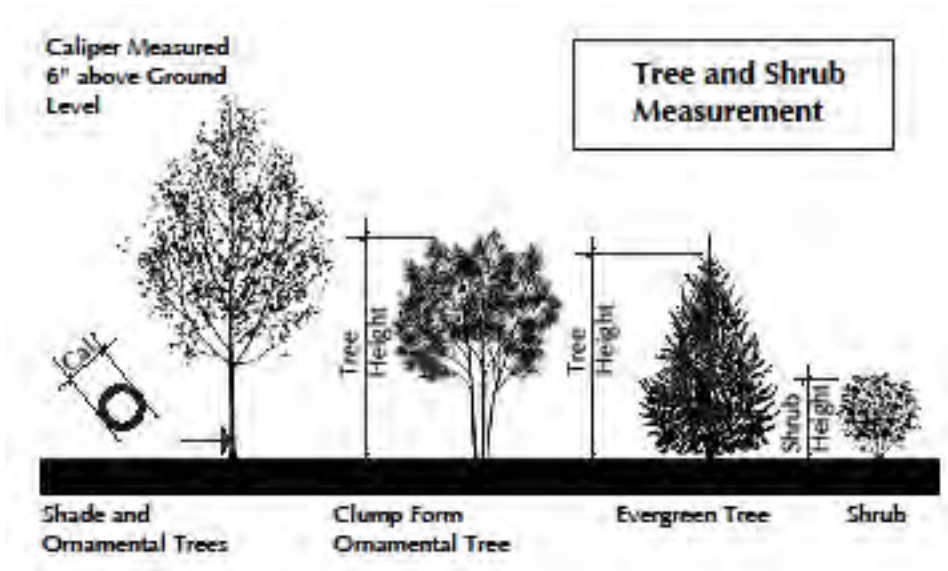 Caliper Measured
6" above Ground
Level
Tree and Shrub
Measurement
Cal.
Tree
Height
Tree
Height
Shrub
Height
Shade and
Ornamental Trees
Clump Form
Ornamental Tree
Evergreen Tree
Shrub